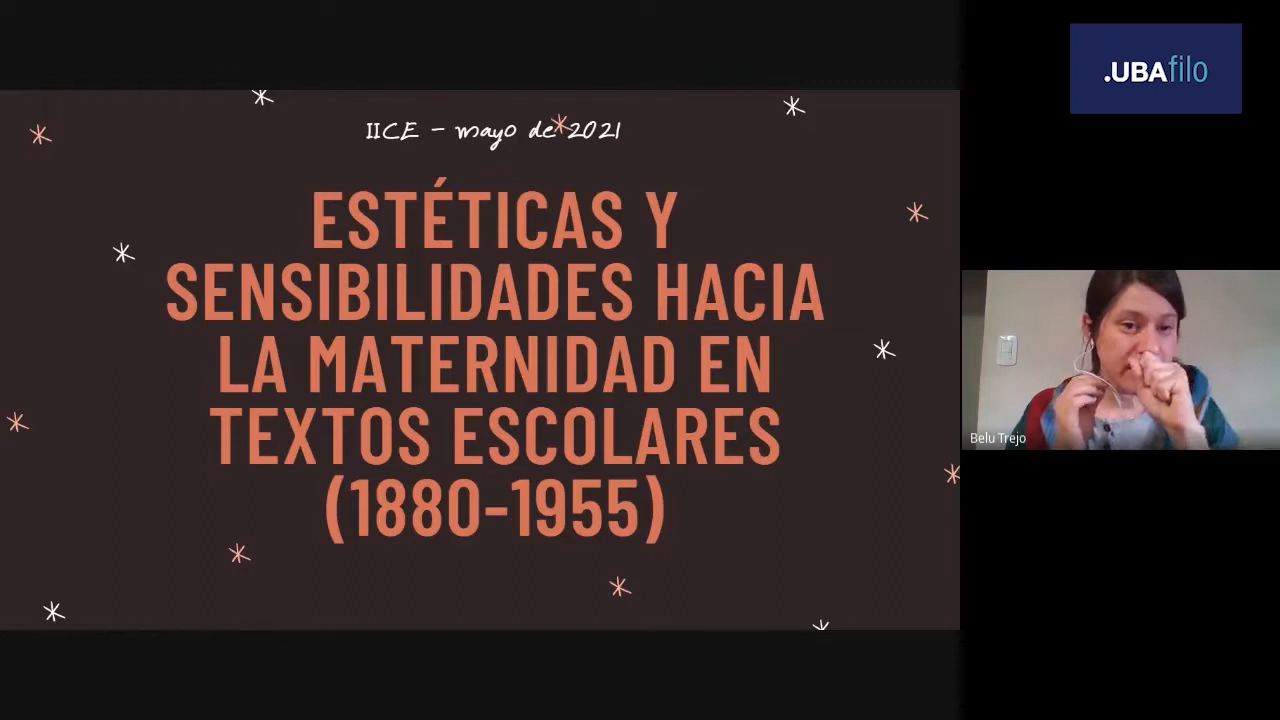 IICE - mayo de 2021
ESTÉTICAS Y
SENSIBILIDADES HACIA
LA MATERNIDAD EN
TEXTOS ESCOLARES
(1880-1955)
.UBAfilo
Belu Trejo